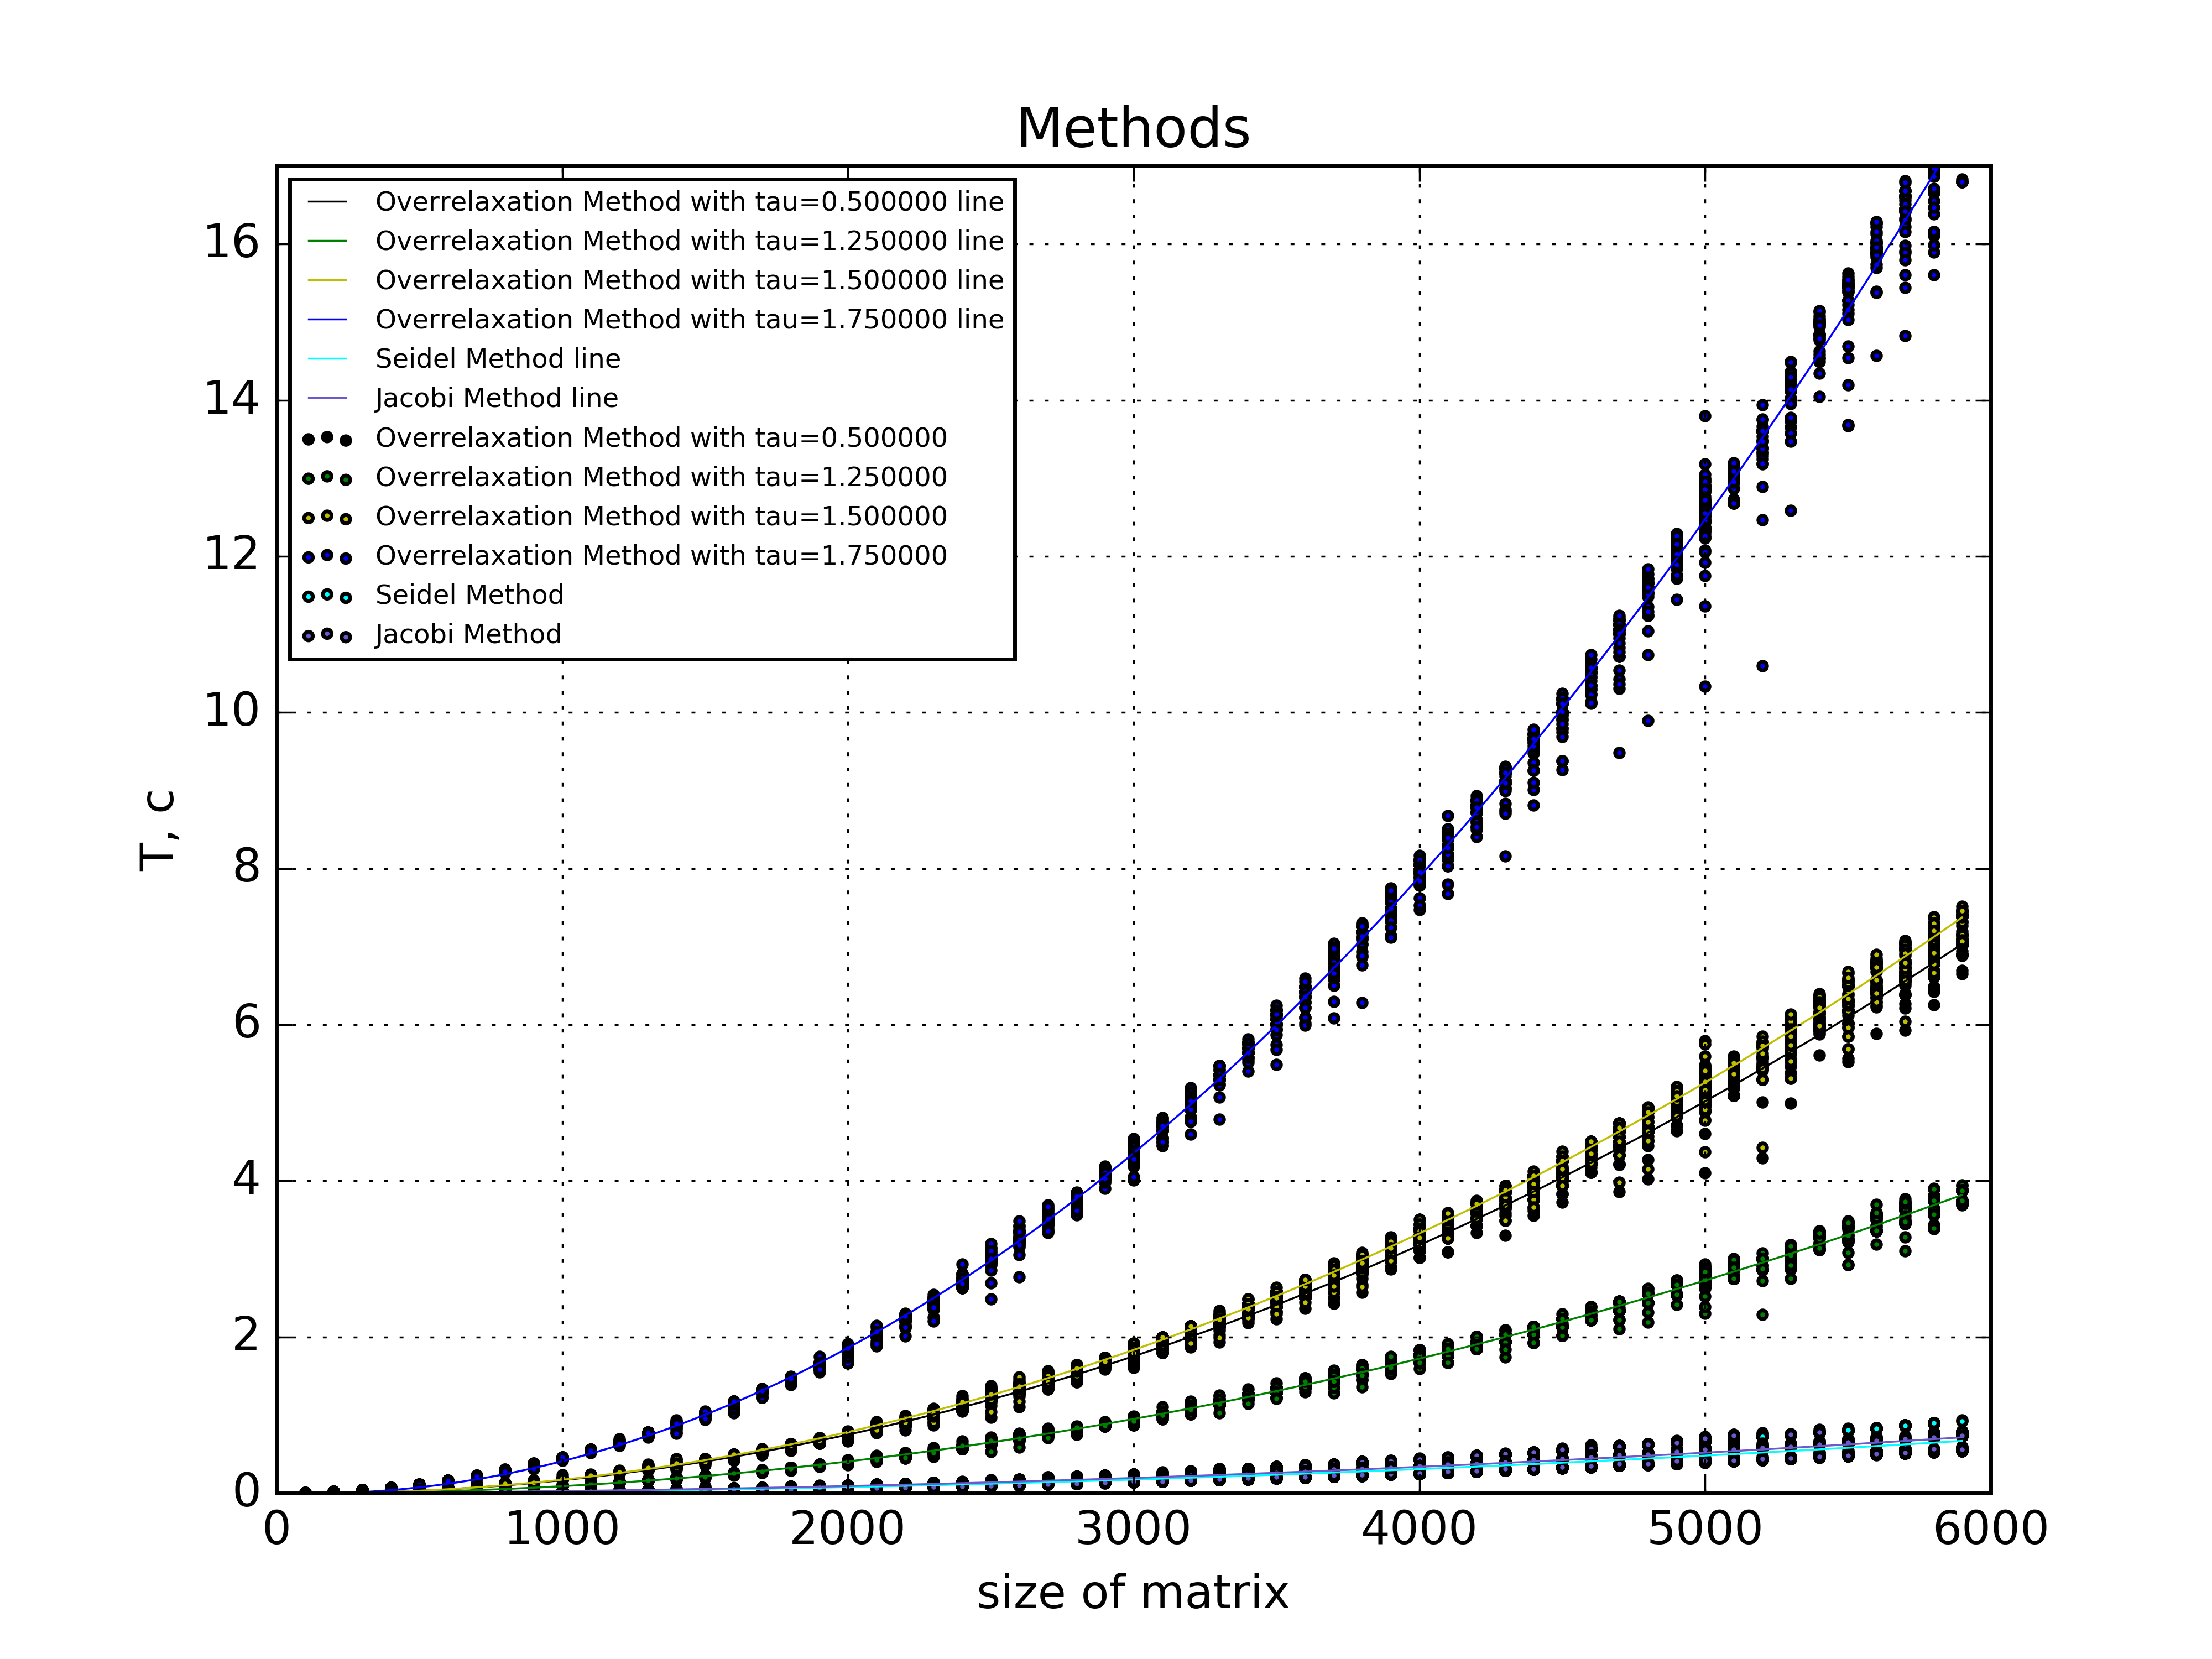 Methods
Overrelaxation Method with tau=0.500000 line
Overrelaxation Method with tau=1.250000 line
Overrelaxation Method with tau=1.500000 line
Overrelaxation Method with tau=1.750000 line
Seidel Method line
Jacobi Method line
Overrelaxation Method with tau=0.500000
Overrelaxation Method with tau=1.250000
Overrelaxation Method with tau=1.500000
Overrelaxation Method with tau=1.750000
Seidel Method
Jacobi Method
T, c
16
14
12
10
8
6
4
2
0
0 1000 2000 3000 4000 5000 6000
size of matrix